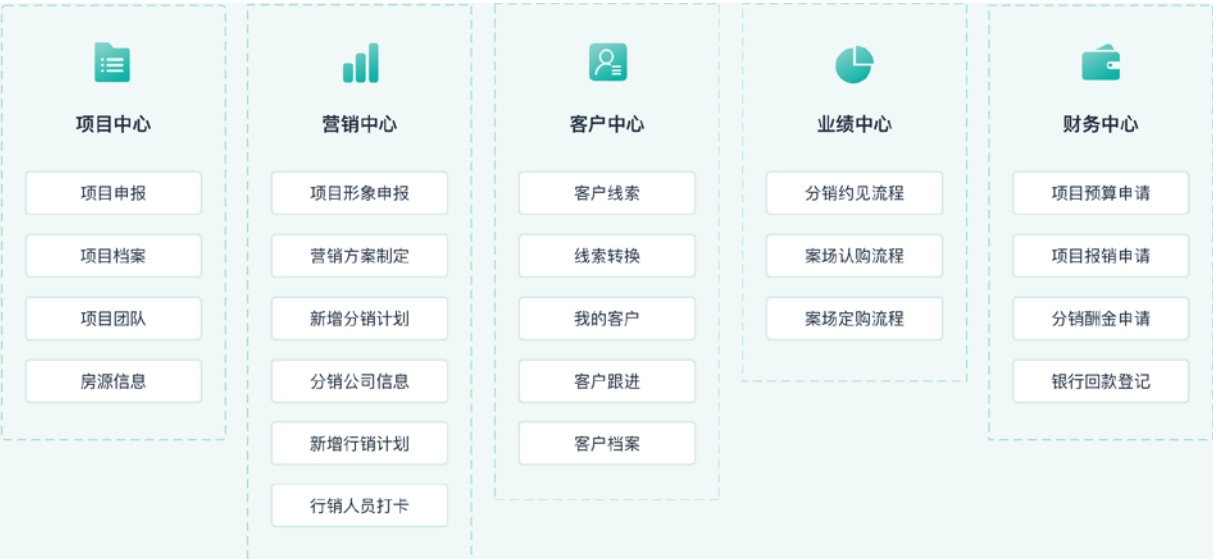 项目中心
项目申报
项目档案
项目团队
房源信息
营销中心
项目形象申报
营销方案制定
新增分销计划
分销公司信息
新增行销计划
行销人员打卡
客户中心
客户线索
线索转换
我的客户
客户跟进
客户档案
业绩中心
分销约见流程
案场认购流程
案场定购流程
财务中心
项目预算申请
项目报销申请
分销酬金申请
银行回款登记